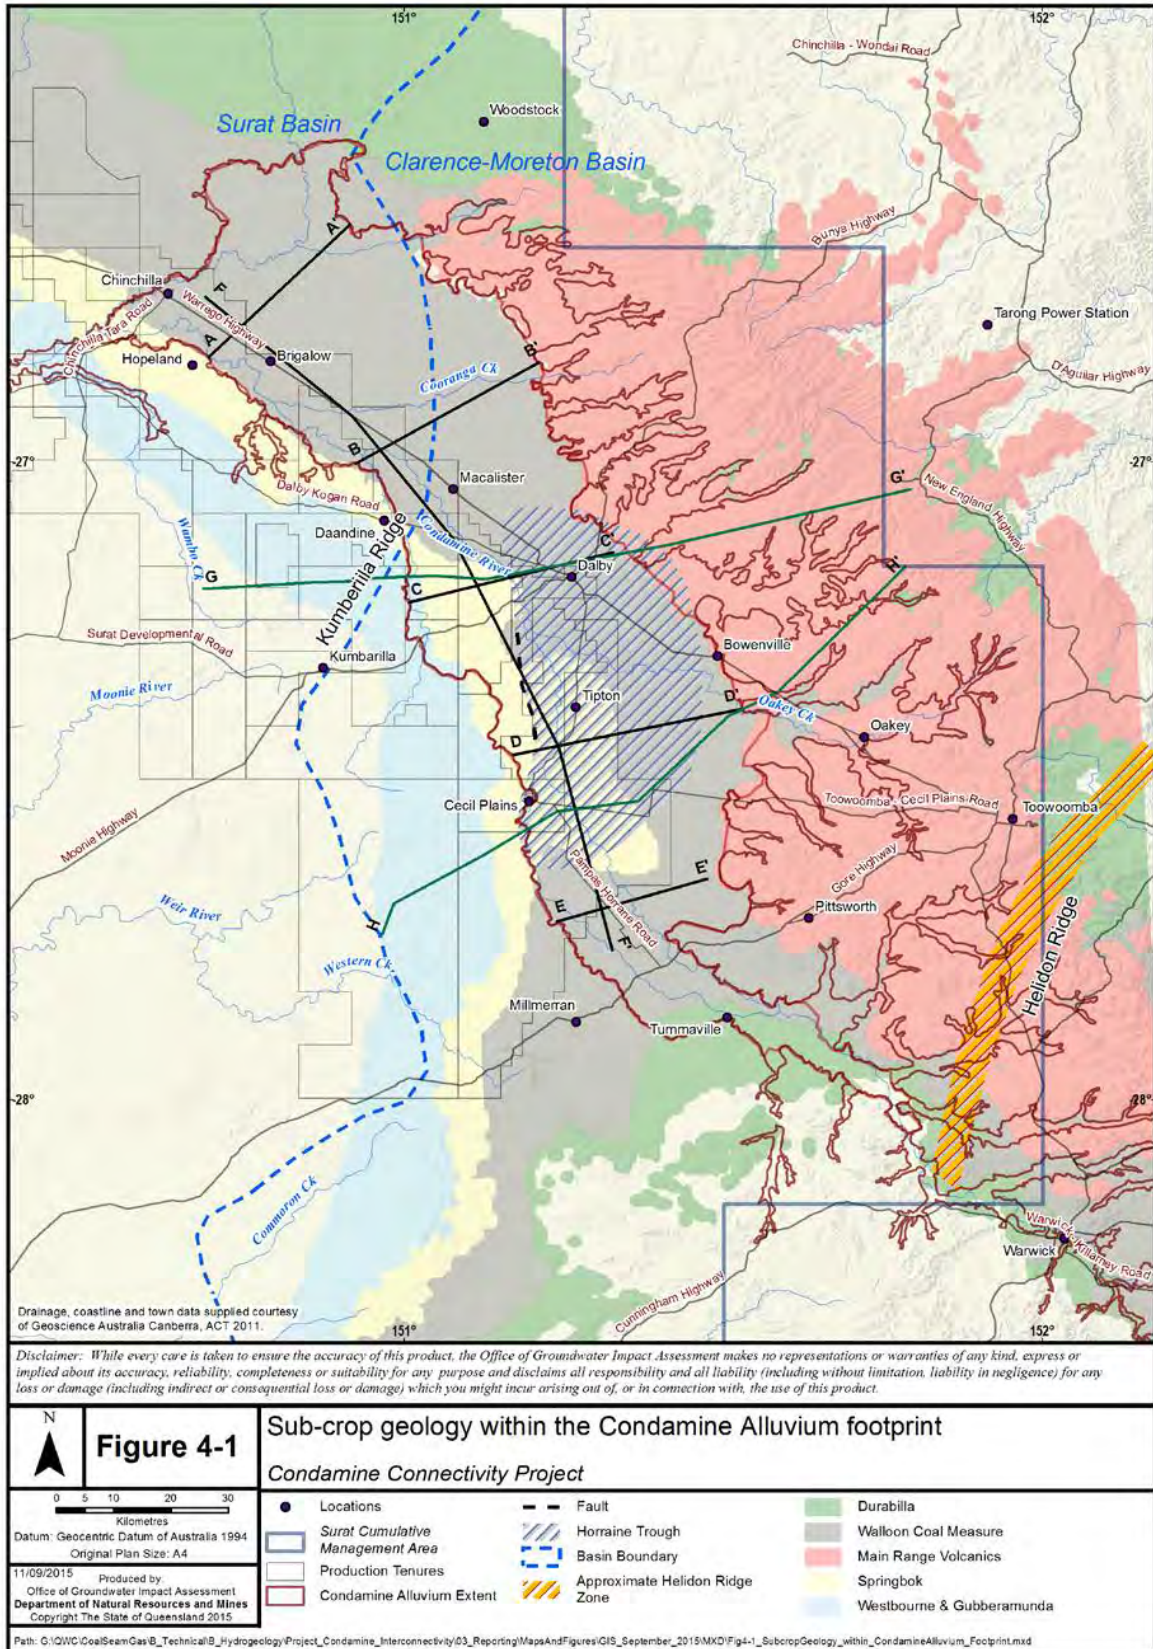 151°
152°
Chinchilla - Wondai Road
Woodstock
Surat Basin
Clarence-Moreton Basin
A'
Bunya Highway
Chinchilla
F
Warrego Highway
Tarong Power Station
Chinchilla Tara Road
A
Hopeland
Brigalow
B'
Cooranga Ck
D'Aguilar Highway
B
-27°
-27°
Macalister
G'
New England Highway
Dalby Kogan Road
Daandine
Wambo Ck
Condamine River
Kumberilla Ridge
C'
G
Dalby
H'
C
Surat Developmental Road
Kumbarilla
Bowenville
Moonie River
Tipton
D'
Oakey Ck
Oakey
D
Cecil Plains
Toowoomba - Cecil Plains Road
Toowoomba
Moonie Highway
Pampas Horrane Road
E'
Gore Highway
Weir River
E
Pittsworth
H
F'
Western Ck
Helidon Ridge
Millmerran
Tummaville
-28°
-28°
Commoron Ck
Warwick-Killarney Road
Warwick
Cunningham Highway
Drainage, coastline and town data supplied courtesy
of Geoscience Australia Canberra, ACT 2011.
151°
152°
Disclaimer: While every care is taken to ensure the accuracy of this product, the Office of Groundwater Impact Assessment makes no representations or warranties of any kind, express or
implied about its accuracy, reliability, completeness or suitability for any purpose and disclaims all responsibility and all liability (including without limitation, liability in negligence) for any
loss or damage (including indirect or consequential loss or damage) which you might incur arising out of, or in connection with, the use of this product.
N
Figure 4-1
Sub-crop geology within the Condamine Alluvium footprint
Condamine Connectivity Project
0 5 10 20 30
Kilometres
Datum: Geocentric Datum of Australia 1994
Original Plan Size: A4
11/09/2015
Produced by:
Office of Groundwater Impact Assessment
Department of Natural Resources and Mines
Copyright The State of Queensland 2015
Locations
Surat Cumulative
Management Area
Production Tenures
Condamine Alluvium Extent
Fault
Horraine Trough
Basin Boundary
Approximate Helidon Ridge
Zone
Durabilla
Walloon Coal Measure
Main Range Volcanics
Springbok
Westbourne & Gubberamunda
Path: G:\QWC\CoalSeamGas\B_Technical\B_Hydrogeology\Project_Condamine_Interconnectivity\03_Reporting\MapsAndFigures\GIS_September_2015\MXD\Fig4-1_SubcropGeology_within_CondamineAlluvium_Footprint.mxd